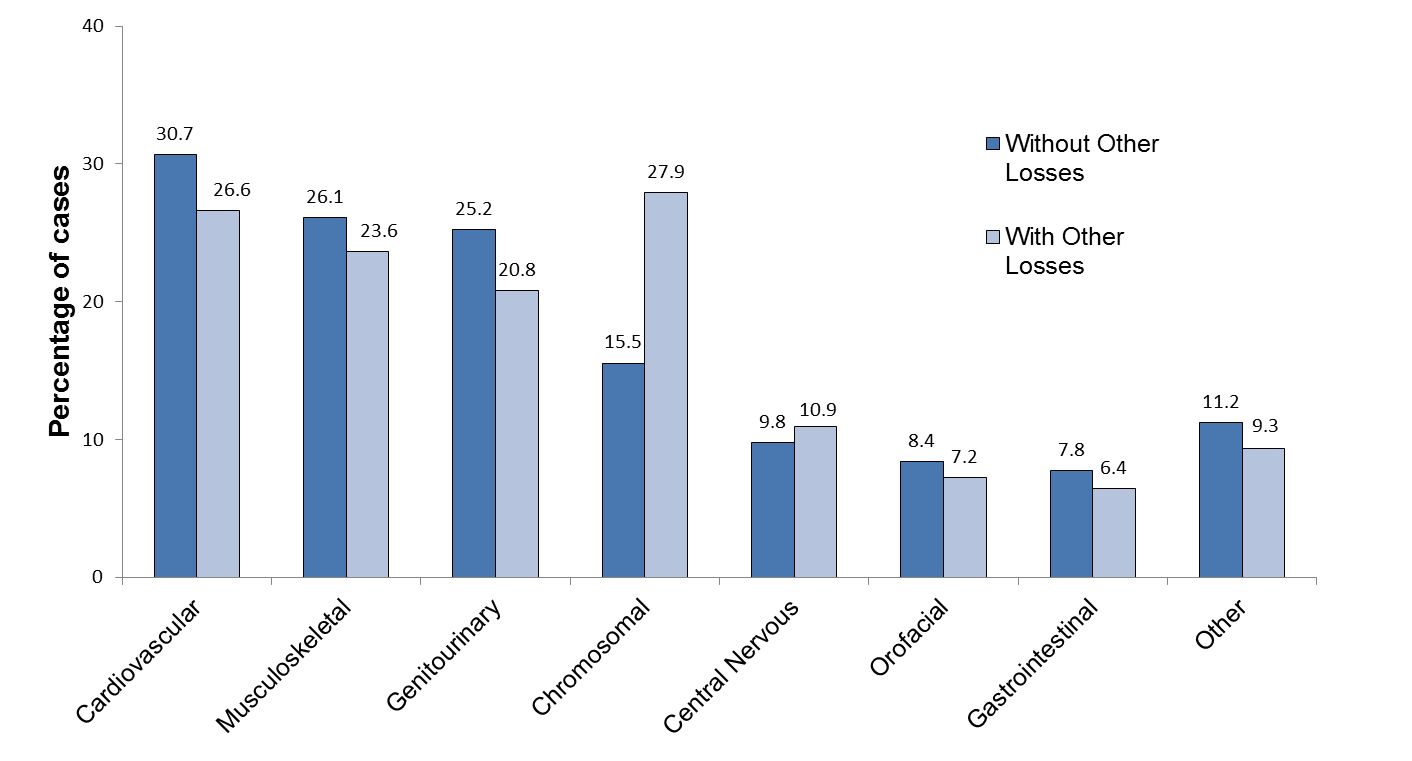 40
30
20
10
0
Percentage of cases
30.7
26.6
26.1
23.6
25.2
20.8
15.5
27.9
9.8
10.9
8.4
7.2
7.8
6.4
11.2
9.3
Without Other
Losses
With Other
Losses
Cardiovascular
Musculoskeletal
Genitourinary
Chromosomal
Central Nervous
Orofacial
Gastrointestinal
Other